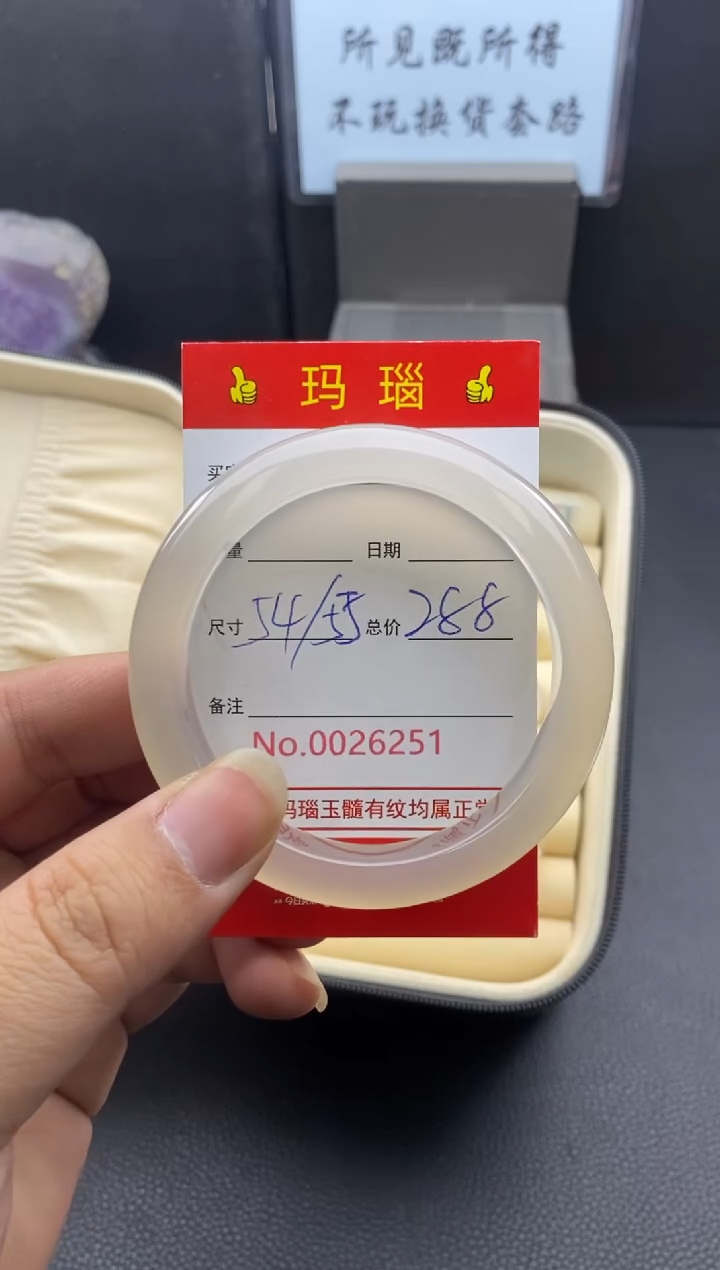 所见既所得
不玩换货套路
玛 瑙
买
量 日期
尺寸 54/55 总价 288
备注
No.0026251
玛瑙玉髓有纹均属正常